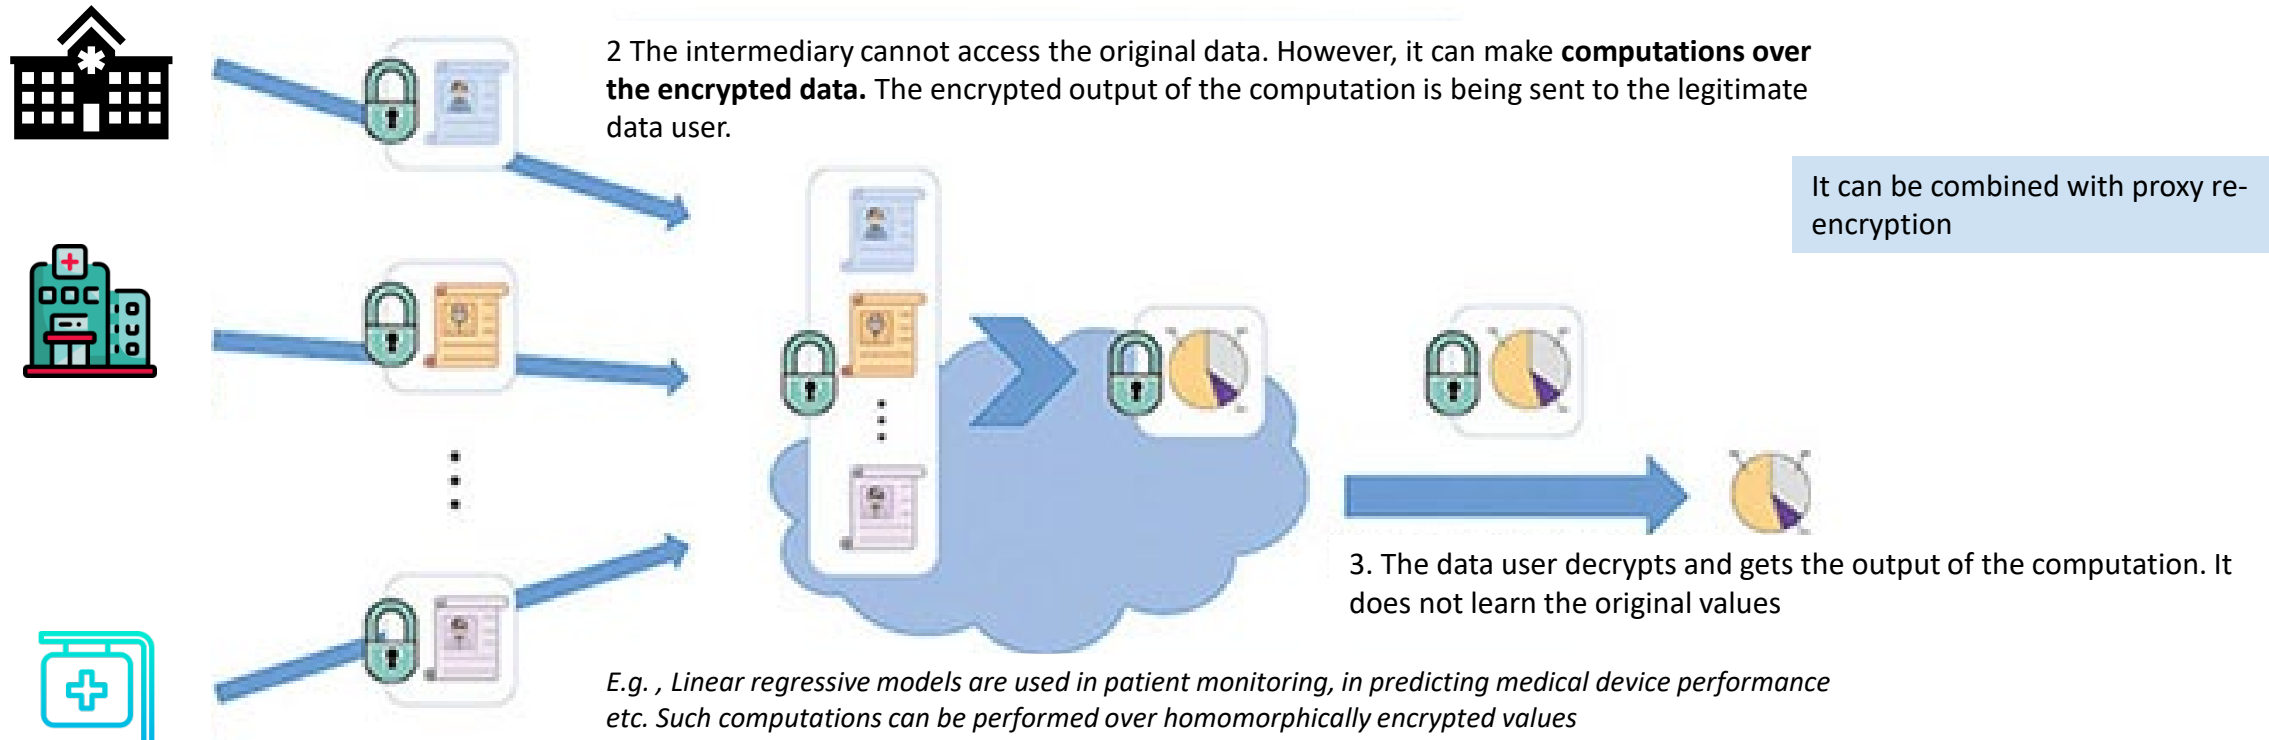 2 The intermediary cannot access the original data. However, it can make computations over
the encrypted data. The encrypted output of the computation is being sent to the legitimate
data user.
It can be combined with proxy re-
encryption
3. The data user decrypts and gets the output of the computation. It
does not learn the original values
E.g. , Linear regressive models are used in patient monitoring, in predicting medical device performance
etc. Such computations can be performed over homomorphically encrypted values